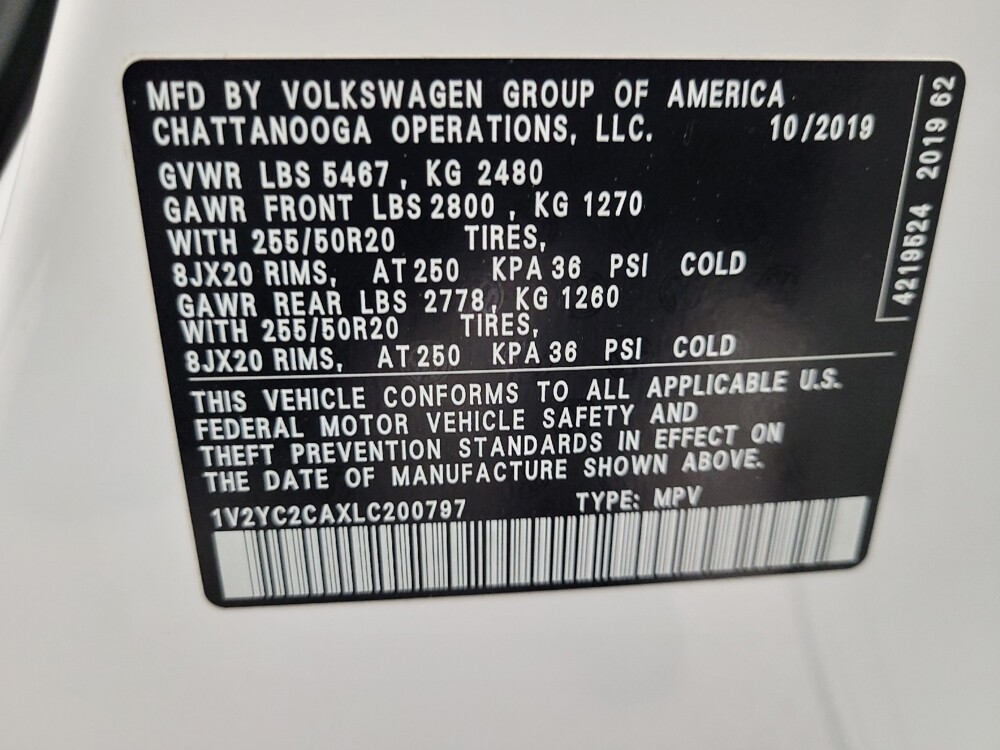 MFD BY VOLKSWAGEN GROUP OF AMERICA
CHATTANOOGA OPERATIONS, LLC. 10/2019
GVWR LBS 5467, KG 2480
GAWR FRONT LBS 2800, KG 1270
WITH 255/50R20 TIRES,
8JX20 RIMS, AT 250 KPA 36 PSI COLD
GAWR REAR LBS 2778, KG 1260
WITH 255/50R20 TIRES,
8JX20 RIMS, AT 250 KPA 36 PSI COLD
THIS VEHICLE CONFORMS TO ALL APPLICABLE U.S.
FEDERAL MOTOR VEHICLE SAFETY AND
THEFT PREVENTION STANDARDS IN EFFECT ON
THE DATE OF MANUFACTURE SHOWN ABOVE.
1V2YC2CAXLC200797 TYPE: MPV
4219524 2019 62